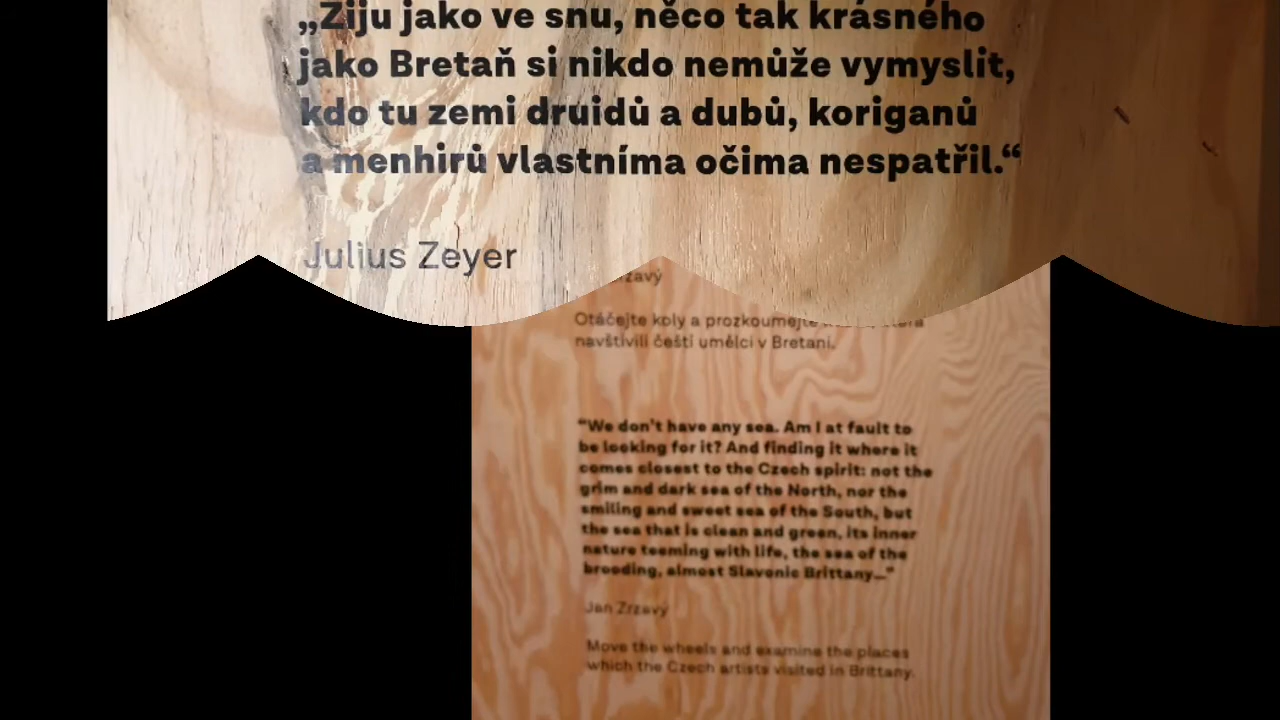 „Žiju jako ve snu, něco tak krásného
jako Bretaň si nikdo nemůže vymyslit,
kdo tu zemi druidů a dubů, koriganů
a menhirů vlastníma očima nespatřil.“
Julius Zeyer
Otáčejte koly a prozkoumejte
navštívili čeští umělci v Bretani.
"We don't have any sea. Am I at fault to
be looking for it? And finding it where it
comes closest to the Czech spirit: not the
grim and dark sea of the North, nor the
smiling and sweet sea of the South, but
the sea that is clean and green, its inner
nature teeming with life, the sea of the
brooding, almost Slavonic Brittany…"
Jan Zrzavý
Move the wheels and examine the places
which the Czech artists visited in Brittany.